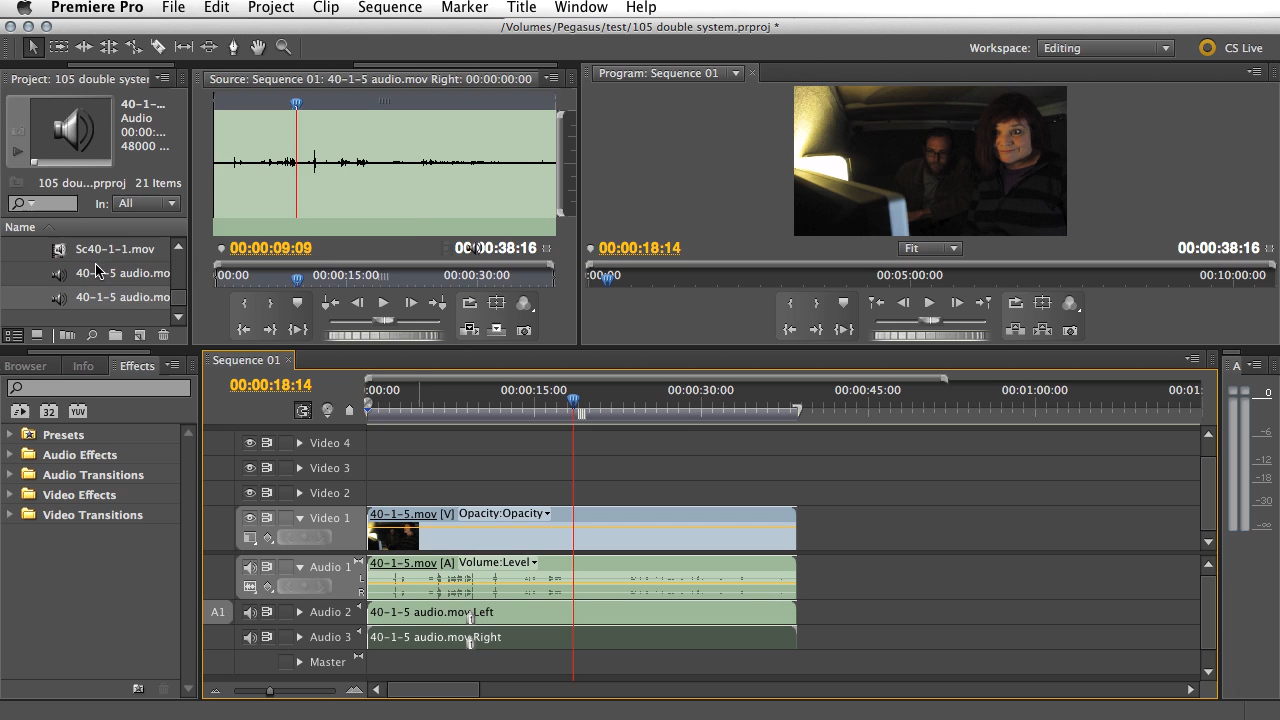 Premiere Pro File Edit Project Clip Sequence Marker Title Window Help
/Volumes/Pegasus/test/105 double system.prproj *
Workspace: Editing CS Live
Project: 105 double syster
40-1-...
Audio
00:00:...
48000 ...
105 dou...prproj 21 Items
In: All
Name
Sc40-1-1.mov
40-1-5 audio.mo
40-1-5 audio.mo
Source: Sequence 01: 40-1-5 audio.mov Right: 00:00:00:00
00:00:09:09 00:00:38:16
00:00 00:00:15:00 00:00:30:00
Program: Sequence 01
00:00:18:14 Fit 00:00:38:16
00:00 00:05:00:00 00:10:00:00
Browser Info Effects
32 YUV
Presets
Audio Effects
Audio Transitions
Video Effects
Video Transitions
Sequence 01
00:00:18:14
00:00 00:00:15:00 00:00:30:00 00:00:45:00 00:01:00:00 00:01:
Video 4
Video 3
Video 2
Video 1 40-1-5.mov [V] Opacity:Opacity
Audio 1 40-1-5.mov [A] Volume:Level
L
R
A1 Audio 2 40-1-5 audio.mov Left
Audio 3 40-1-5 audio.mov Right
Master
A
0
-6
-12
-18
-30